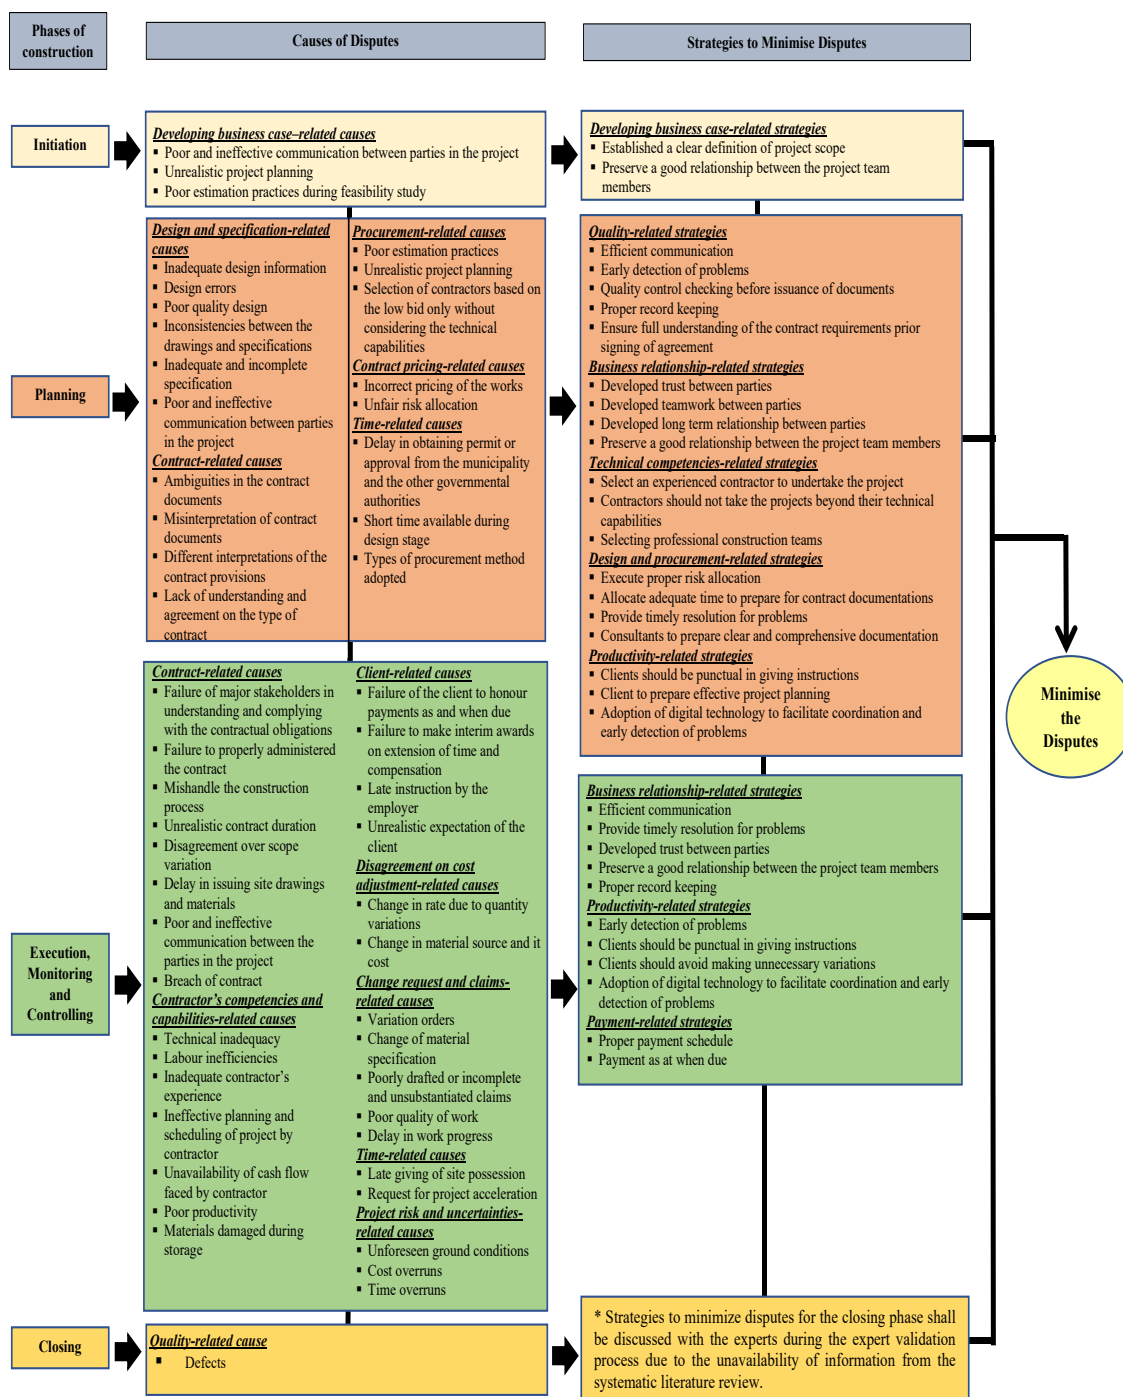 Phases of
construction
Causes of Disputes
Strategies to Minimise Disputes
Initiation
Developing business case–related causes
▪ Poor and ineffective communication between parties in the project
▪ Unrealistic project planning
▪ Poor estimation practices during feasibility study
Developing business case-related strategies
▪ Established a clear definition of project scope
▪ Preserve a good relationship between the project team
members
Planning
Design and specification-related
causes
▪ Inadequate design information
▪ Design errors
▪ Poor quality design
▪ Inconsistencies between the
drawings and specifications
▪ Inadequate and incomplete
specification
▪ Poor and ineffective
communication between parties
in the project
Contract-related causes
▪ Ambiguities in the contract
documents
▪ Misinterpretation of contract
documents
▪ Different interpretations of the
contract provisions
▪ Lack of understanding and
agreement on the type of
contract
Procurement-related causes
▪ Poor estimation practices
▪ Unrealistic project planning
▪ Selection of contractors based on
the low bid only without
considering the technical
capabilities
Contract pricing-related causes
▪ Incorrect pricing of the works
▪ Unfair risk allocation
Time-related causes
▪ Delay in obtaining permit or
approval from the municipality
and the other governmental
authorities
▪ Short time available during
design stage
▪ Types of procurement method
adopted
Quality-related strategies
▪ Efficient communication
▪ Early detection of problems
▪ Quality control checking before issuance of documents
▪ Proper record keeping
▪ Ensure full understanding of the contract requirements prior
signing of agreement
Business relationship-related strategies
▪ Developed trust between parties
▪ Developed teamwork between parties
▪ Developed long term relationship between parties
▪ Preserve a good relationship between the project team members
Technical competencies-related strategies
▪ Select an experienced contractor to undertake the project
▪ Contractors should not take the projects beyond their technical
capabilities
▪ Selecting professional construction teams
Design and procurement-related strategies
▪ Execute proper risk allocation
▪ Allocate adequate time to prepare for contract documentations
▪ Provide timely resolution for problems
▪ Consultants to prepare clear and comprehensive documentation
Productivity-related strategies
▪ Clients should be punctual in giving instructions
▪ Client to prepare effective project planning
▪ Adoption of digital technology to facilitate coordination and
early detection of problems
Minimise
the
Disputes
Execution,
Monitoring
and
Controlling
Contract-related causes
▪ Failure of major stakeholders in
understanding and complying
with the contractual obligations
▪ Failure to properly administered
the contract
▪ Mishandle the construction
process
▪ Unrealistic contract duration
▪ Disagreement over scope
variation
▪ Delay in issuing site drawings
and materials
▪ Poor and ineffective
communication between the
parties in the project
▪ Breach of contract
Contractor's competencies and
capabilities-related causes
▪ Technical inadequacy
▪ Labour inefficiencies
▪ Inadequate contractor's
experience
▪ Ineffective planning and
scheduling of project by
contractor
▪ Unavailability of cash flow
faced by contractor
▪ Poor productivity
▪ Materials damaged during
storage
Client-related causes
▪ Failure of the client to honour
payments as and when due
▪ Failure to make interim awards
on extension of time and
compensation
▪ Late instruction by the
employer
▪ Unrealistic expectation of the
client
Disagreement on cost
adjustment-related causes
▪ Change in rate due to quantity
variations
▪ Change in material source and it
cost
Change request and claims-
related causes
▪ Variation orders
▪ Change of material
specification
▪ Poorly drafted or incomplete
and unsubstantiated claims
▪ Poor quality of work
▪ Delay in work progress
Time-related causes
▪ Late giving of site possession
▪ Request for project acceleration
Project risk and uncertainties-
related causes
▪ Unforeseen ground conditions
▪ Cost overruns
▪ Time overruns
Business relationship-related strategies
▪ Efficient communication
▪ Provide timely resolution for problems
▪ Developed trust between parties
▪ Preserve a good relationship between the project team members
▪ Proper record keeping
Productivity-related strategies
▪ Early detection of problems
▪ Clients should be punctual in giving instructions
▪ Clients should avoid making unnecessary variations
▪ Adoption of digital technology to facilitate coordination and early
detection of problems
Payment-related strategies
▪ Proper payment schedule
▪ Payment as at when due
Closing
Quality-related cause
▪ Defects
* Strategies to minimize disputes for the closing phase shall
be discussed with the experts during the expert validation
process due to the unavailability of information from the
systematic literature review.